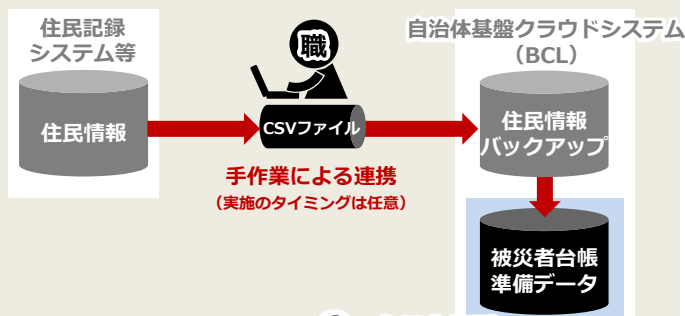 住民記録
システム等
住民情報
職
CSVファイル
手作業による連携
（実施のタイミングは任意）
自治体基盤クラウドシステム
（BCL）
住民情報
バックアップ
被災者台帳
準備データ